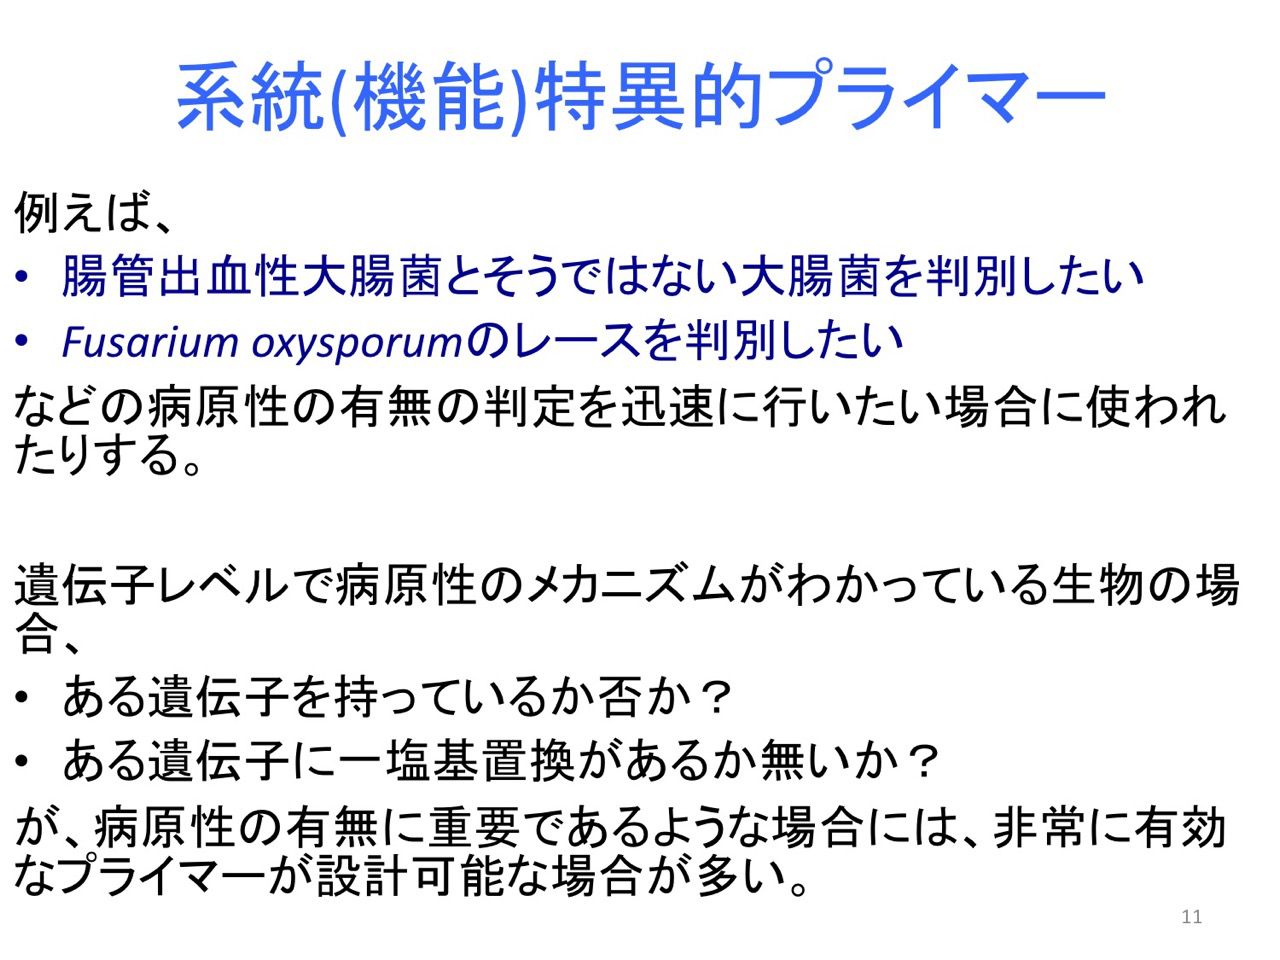 系統(機能)特異的プライマー
例えば、
• 腸管出血性大腸菌とそうではない大腸菌を判別したい
• Fusarium oxysporumのレースを判別したい
などの病原性の有無の判定を迅速に行いたい場合に使われ
たりする。
遺伝子レベルで病原性のメカニズムがわかっている生物の場
合、
• ある遺伝子を持っているか否か？
• ある遺伝子に一塩基置換があるか無いか？
が、病原性の有無に重要であるような場合には、非常に有効
なプライマーが設計可能な場合が多い。
11